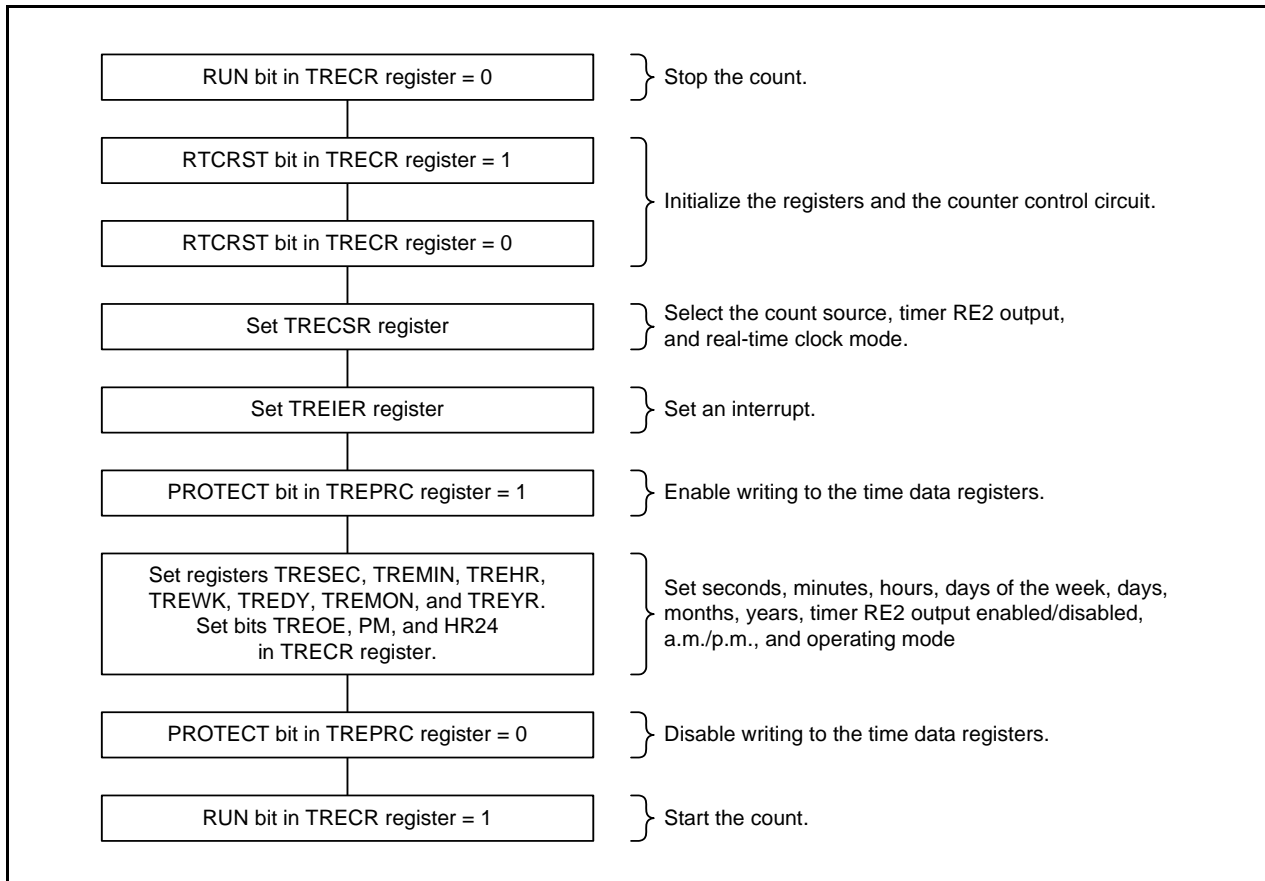 RUN bit in TRECR register = 0
Stop the count.
RTCRST bit in TRECR register = 1
RTCRST bit in TRECR register = 0
Initialize the registers and the counter control circuit.
Set TRECSR register
Select the count source, timer RE2 output,
and real-time clock mode.
Set TREIER register
Set an interrupt.
PROTECT bit in TREPRC register = 1
Enable writing to the time data registers.
Set registers TRESEC, TREMIN, TREHR,
TREWK, TREDY, TREMON, and TREYR.
Set bits TREOE, PM, and HR24
in TRECR register.
Set seconds, minutes, hours, days of the week, days,
months, years, timer RE2 output enabled/disabled,
a.m./p.m., and operating mode
PROTECT bit in TREPRC register = 0
Disable writing to the time data registers.
RUN bit in TRECR register = 1
Start the count.